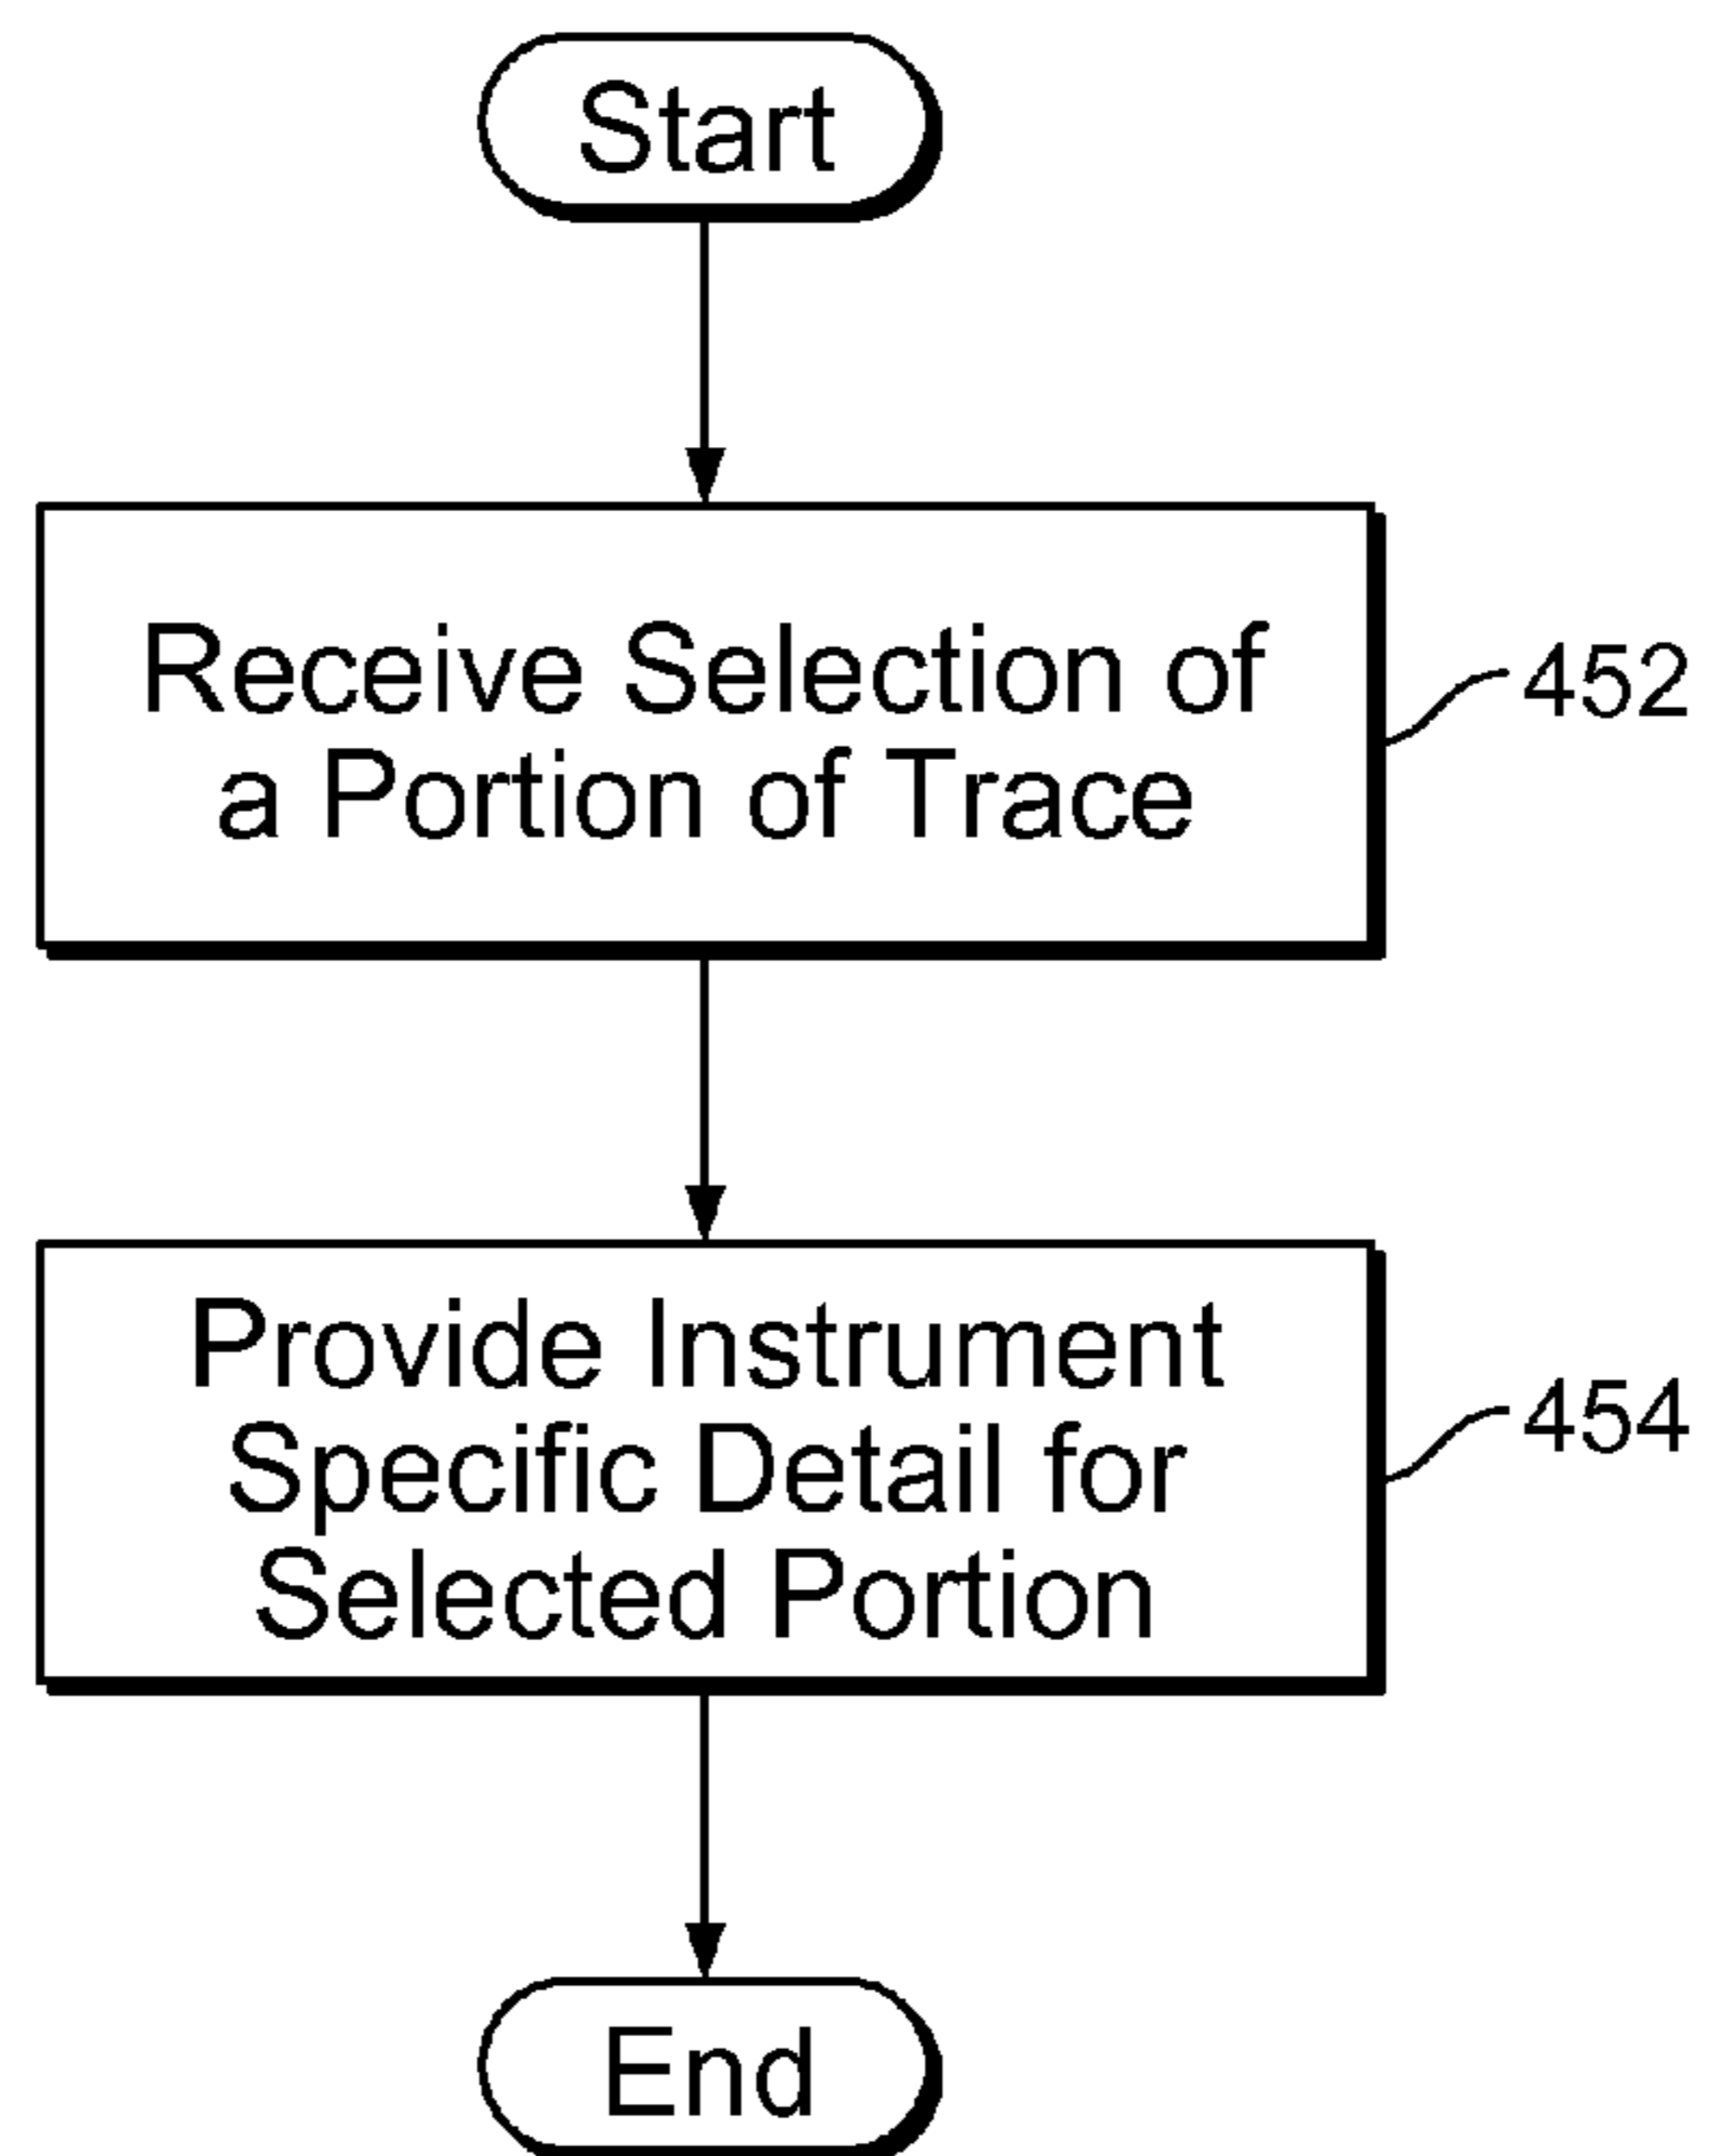 Start
Receive Selection of
a Portion of Trace
452
Provide Instrument
Specific Detail for
Selected Portion
454
End